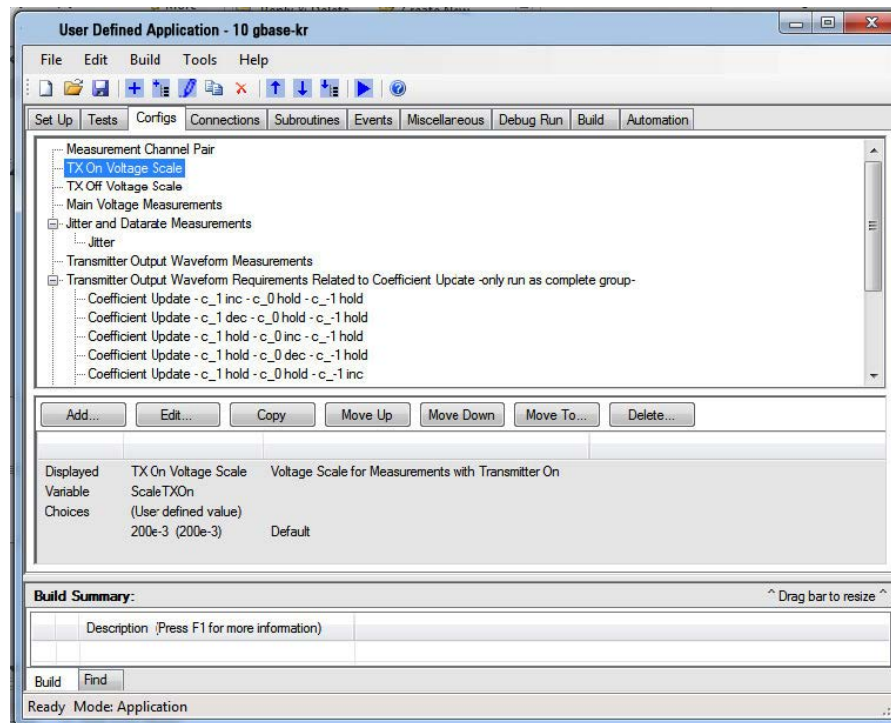 User Defined Application - 10 gbase-kr
File Edit Build Tools Help
Set Up Tests Configs Connections Subroutines Events Miscellaneous Debug Run Build Automation
Measurement Channel Pair
TX On Voltage Scale
TX Off Voltage Scale
Main Voltage Measurements
Jitter and Datarate Measurements
Jitter
Transmitter Output Waveform Measurements
Transmitter Output Waveform Requirements Related to Coefficient Upcate -only run as complete group-
Coefficient Update - c_1 inc - c_0 hold - c_-1 hold
Coefficient Update - c_1 dec - c_0 hold - c_-1 hold
Coefficient Update - c_1 hold - c_0 inc - c_-1 hold
Coefficient Update - c_1 hold - c_0 dec - c_-1 hold
Coefficient Update - c_1 hold - c_0 hold - c_-1 inc
Add... Edit... Copy Move Up Move Down Move To... Delete...
Displayed TX On Voltage Scale Voltage Scale for Measurements with Transmitter On
Variable ScaleTXOn
Choices (User defined value)
200e-3 (200e-3) Default
Build Summary: ^ Drag bar to resize ^
Description (Press F1 for more information)
Build Find
Ready Mode: Application